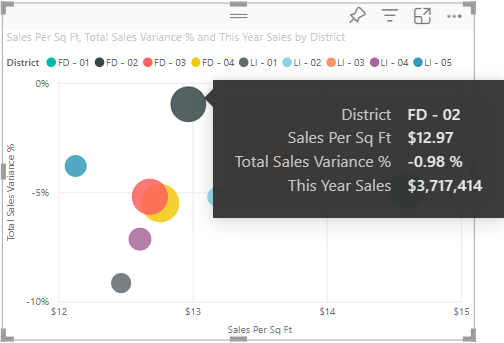 Sales Per Sq Ft, Total Sales Variance % and This Year Sales by District
District FD - 01 FD - 02 FD - 03 FD - 04 LI - 01 LI - 02 LI - 03 LI - 04 LI - 05
Total Sales Variance %
0%
-5%
-10%
District FD - 02
Sales Per Sq Ft $12.97
Total Sales Variance % -0.98 %
This Year Sales $3,717,414
$12 $13 $14 $15
Sales Per Sq Ft